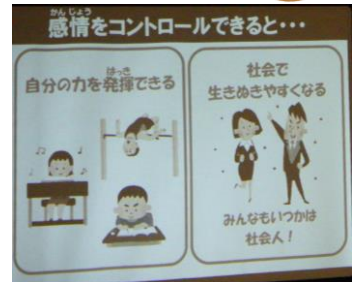 感情をコントロールできると・・・
自分の力を発揮できる
社会で
生きぬきやすくなる
みんなもいつかは
社会人！